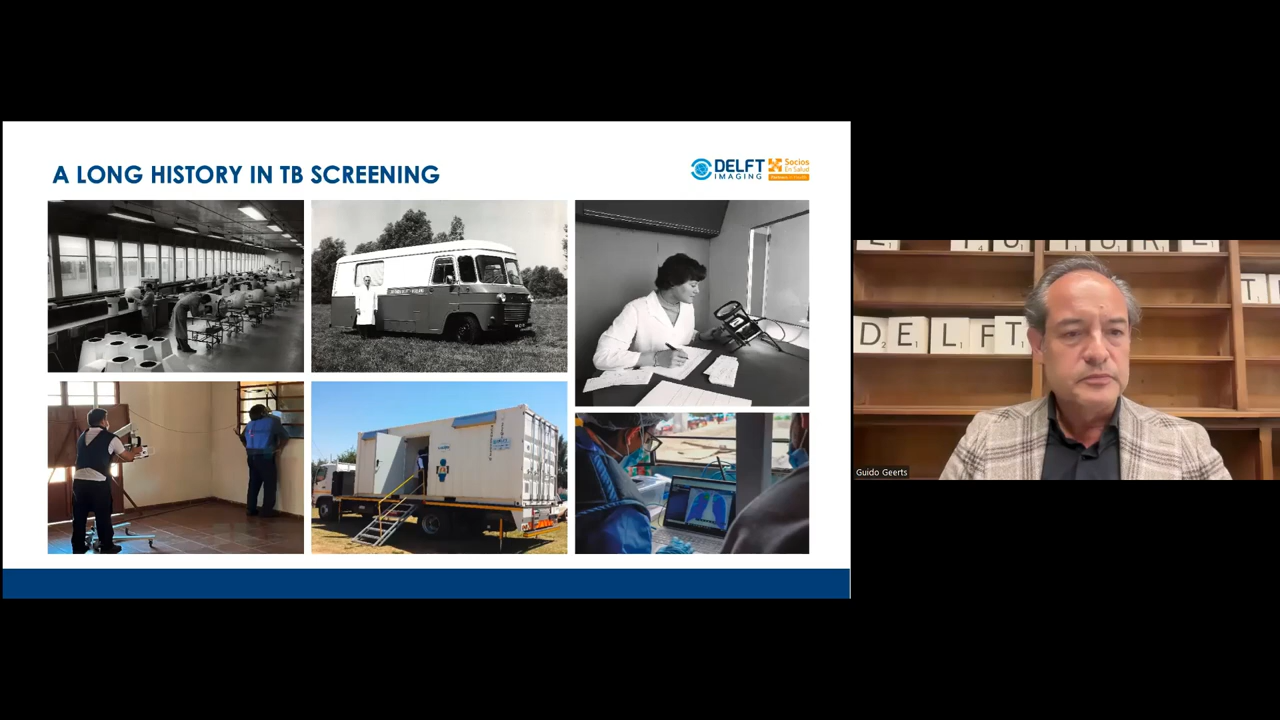 A LONG HISTORY IN TB SCREENING
DELFT
IMAGING
Socios
En Salud
DELFT
Guido Geerts